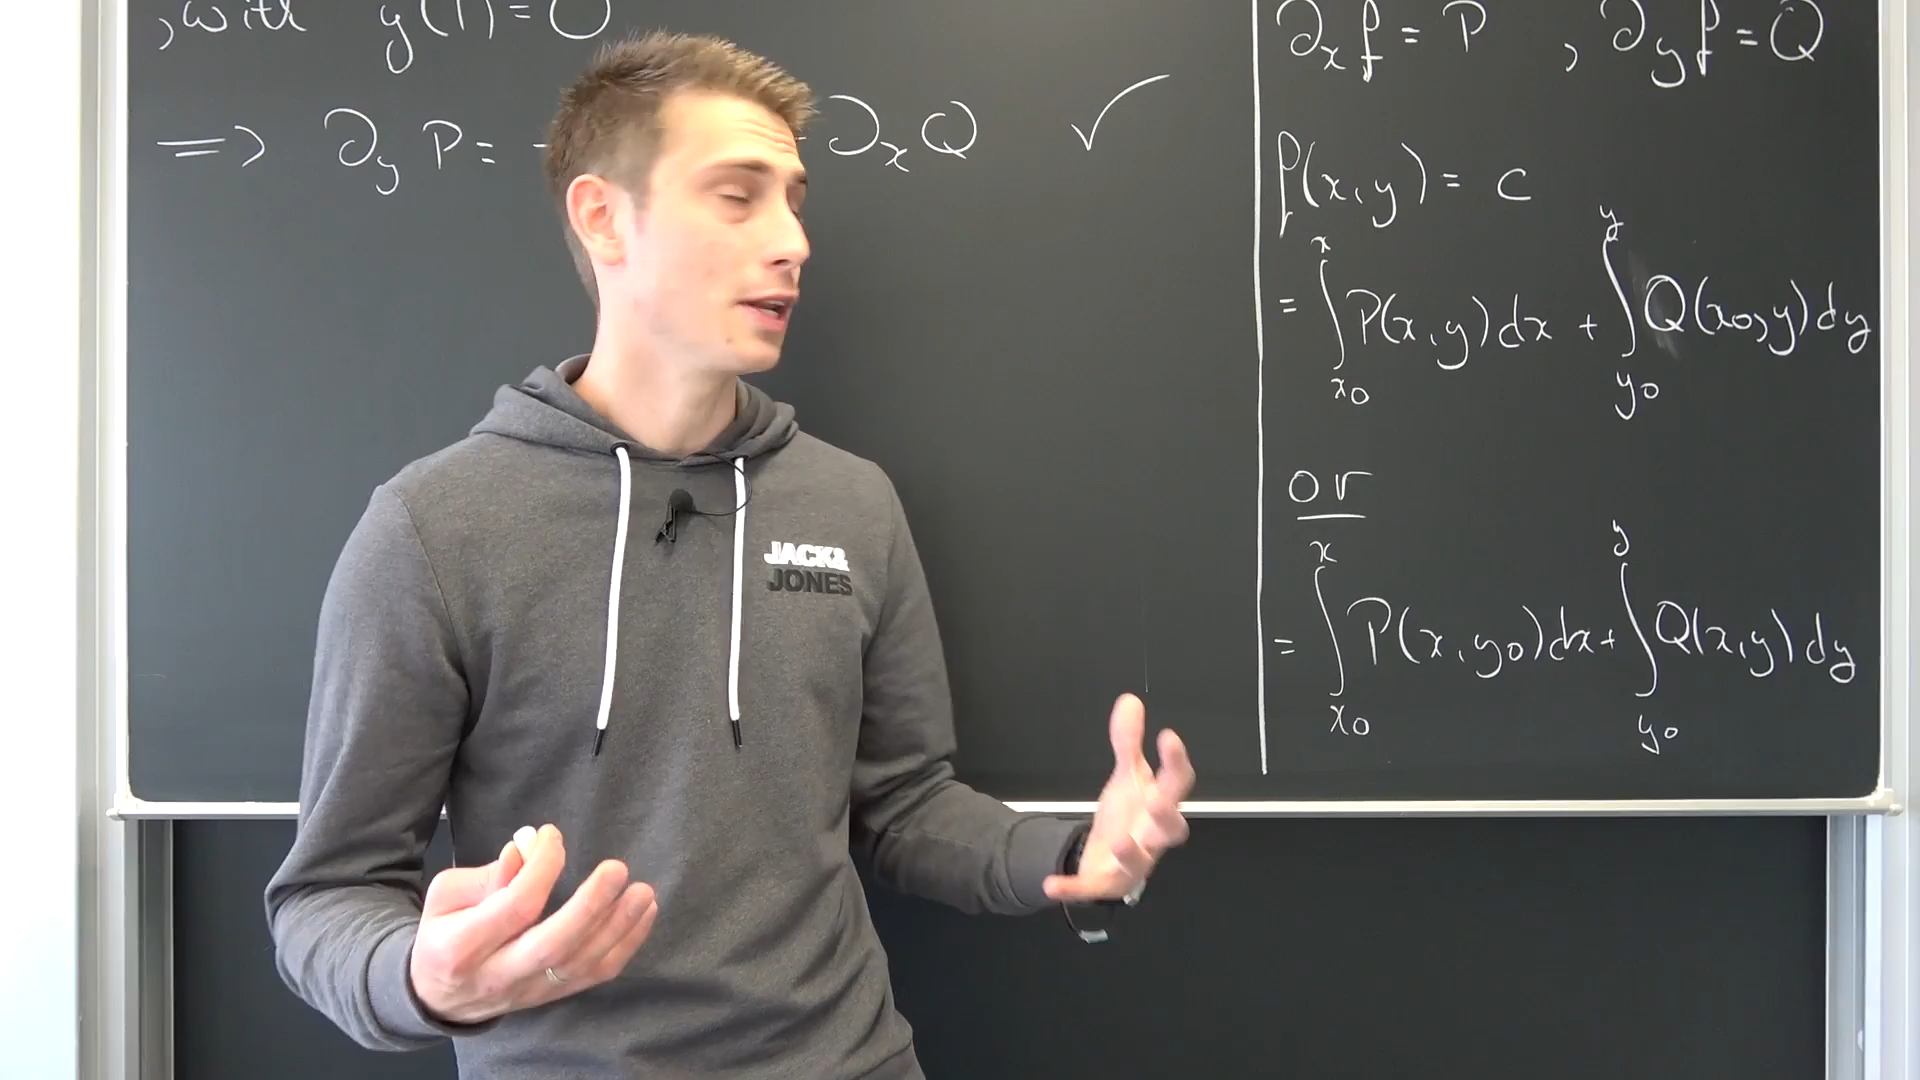 , with y(1)=0
=> ∂y P = - ∂x Q ✓
∂x f = P , ∂y f = Q
f(x,y) = c
= ∫_{x0}^{x} P(x,y)dx + ∫_{y0}^{y} Q(x0,y)dy
or
= ∫_{x0}^{x} P(x,y0)dx + ∫_{y0}^{y} Q(x,y)dy
JACK&
JONES